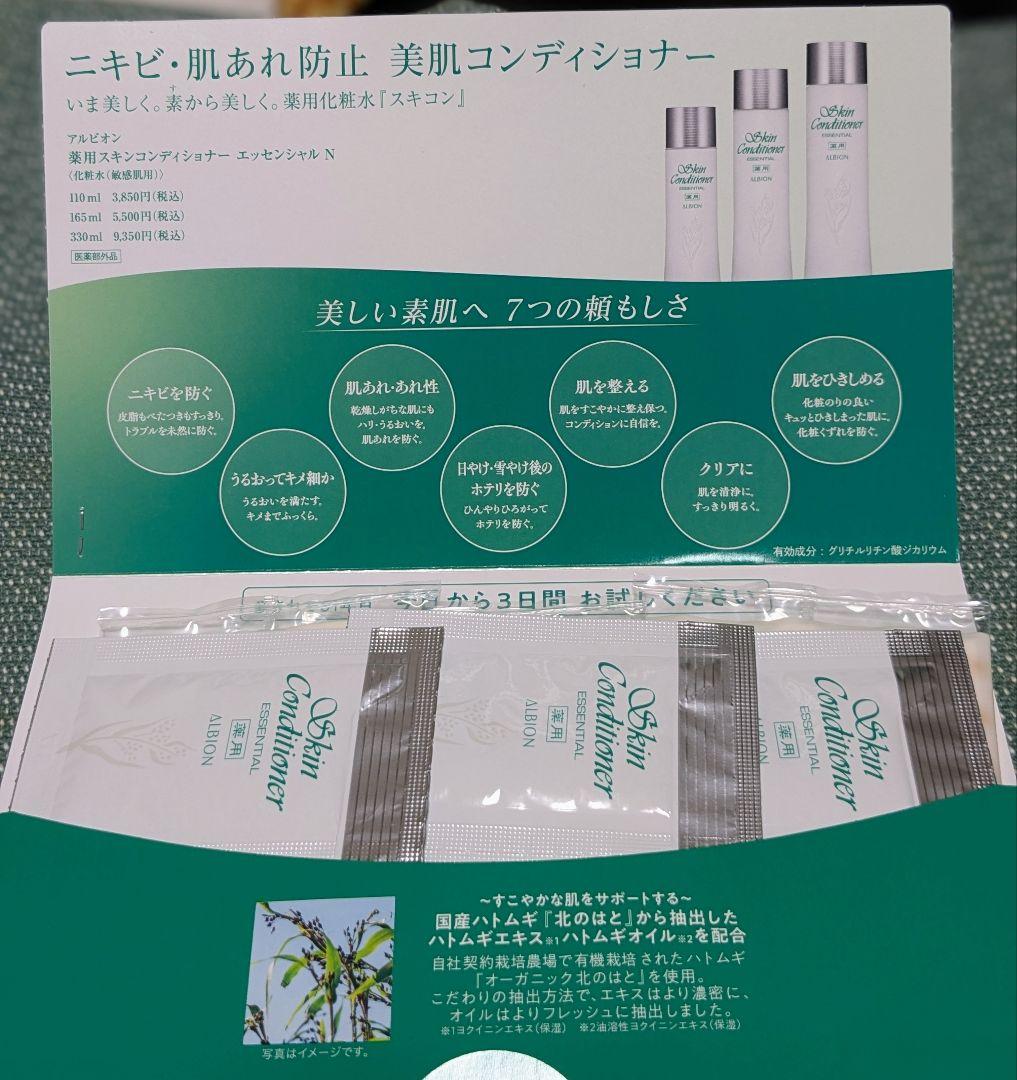 ニキビ・肌あれ防止 美肌コンディショナー
いま美しく。素から美しく。薬用化粧水『スキコン』
す
アルビオン
薬用スキンコンディショナー エッセンシャル N
〈化粧水(敏感肌用)〉
110ml 3,850円(税込)
165ml 5,500円(税込)
330ml 9,350円(税込)
医薬部外品
Skin
Conditioner
ESSENTIAL
薬用
ALBION
Skin
Conditioner
ESSENTIAL
薬用
ALBION
Skin
Conditioner
ESSENTIAL
薬用
ALBION
美しい素肌へ 7つの頼もしさ
ニキビを防ぐ
皮脂もべたつきもすっきり。
トラブルを未然に防ぐ。
肌あれ・あれ性
乾燥しがちな肌にも
ハリ・うるおいを。
肌あれを防ぐ。
肌を整える
肌をすこやかに整え保つ。
コンディションに自信を。
肌をひきしめる
化粧のりの良い
キュッとひきしまった肌に。
化粧くずれを防ぐ。
うるおってキメ細か
うるおいを満たす。
キメまでふっくら。
日やけ・雪やけ後の
ホテリを防ぐ
ひんやりひろがって
ホテリを防ぐ。
クリアに
肌を清浄に。
すっきり明るく。
有効成分:グリチルリチン酸ジカリウム
から3日間 お試しください
Skin
Conditioner
ESSENTIAL
薬用
ALBION
Skin
Conditioner
ESSENTIAL
薬用
ALBION
Skin
Conditioner
ESSENTIAL
薬用
ALBION
~すこやかな肌をサポートする~
国産ハトムギ『北のはと』から抽出した
ハトムギエキス※1ハトムギオイル※2を配合
自社契約栽培農場で有機栽培されたハトムギ
『オーガニック北のはと』を使用。
こだわりの抽出方法で、エキスはより濃密に、
オイルはよりフレッシュに抽出しました。
※1ヨクイニンエキス(保湿) ※2油溶性ヨクイニンエキス(保湿)
写真はイメージです。